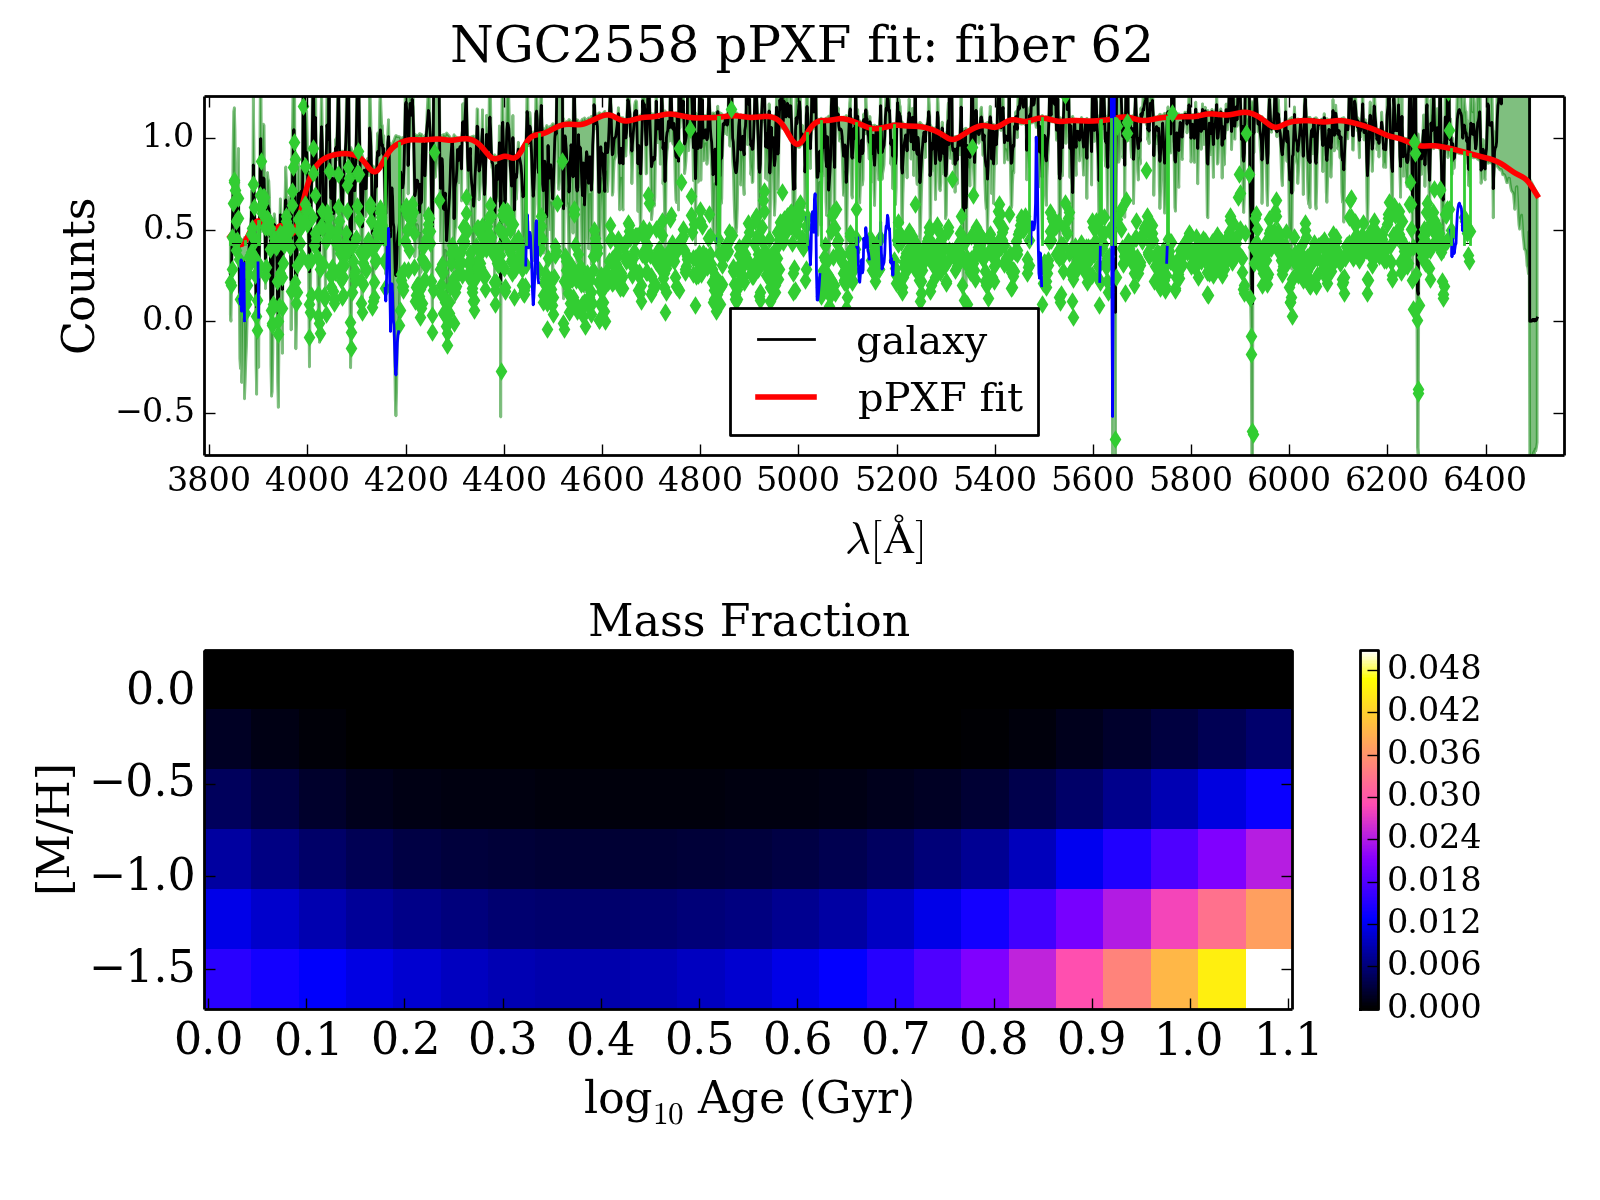 NGC2558 pPXF fit: fiber 62
Counts
1.0
0.5
0.0
−0.5
galaxy
pPXF fit
3800 4000 4200 4400 4600 4800 5000 5200 5400 5600 5800 6000 6200 6400
λ[Å]
Mass Fraction
[M/H]
0.0
−0.5
−1.0
−1.5
0.0 0.1 0.2 0.3 0.4 0.5 0.6 0.7 0.8 0.9 1.0 1.1
log₁₀ Age (Gyr)
0.048
0.042
0.036
0.030
0.024
0.018
0.012
0.006
0.000